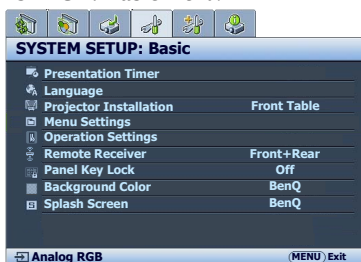 SYSTEM SETUP: Basic
Presentation Timer
Language
Projector Installation Front Table
Menu Settings
Operation Settings
Remote Receiver Front+Rear
Panel Key Lock Off
Background Color BenQ
Splash Screen BenQ
Analog RGB MENU Exit